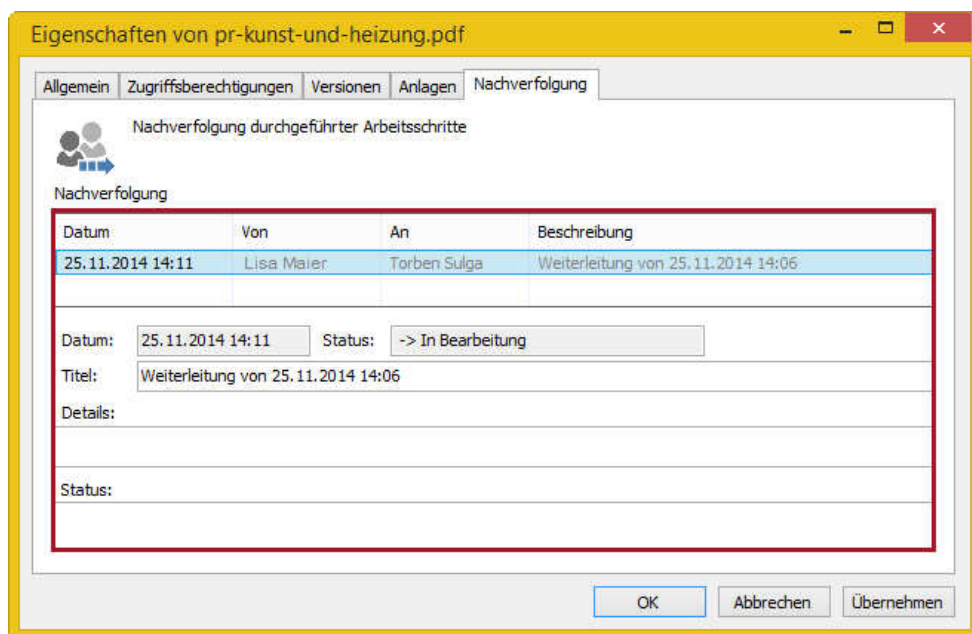 Eigenschaften von pr-kunst-und-heizung.pdf
Allgemein Zugriffsberechtigungen Versionen Anlagen Nachverfolgung
Nachverfolgung durchgeführter Arbeitsschritte
Nachverfolgung
Datum Von An Beschreibung
25.11.2014 14:11 Lisa Maier Torben Sulga Weiterleitung von 25.11.2014 14:06
Datum: 25.11.2014 14:11 Status: -> In Bearbeitung
Titel: Weiterleitung von 25.11.2014 14:06
Details:
Status:
OK Abbrechen Übernehmen